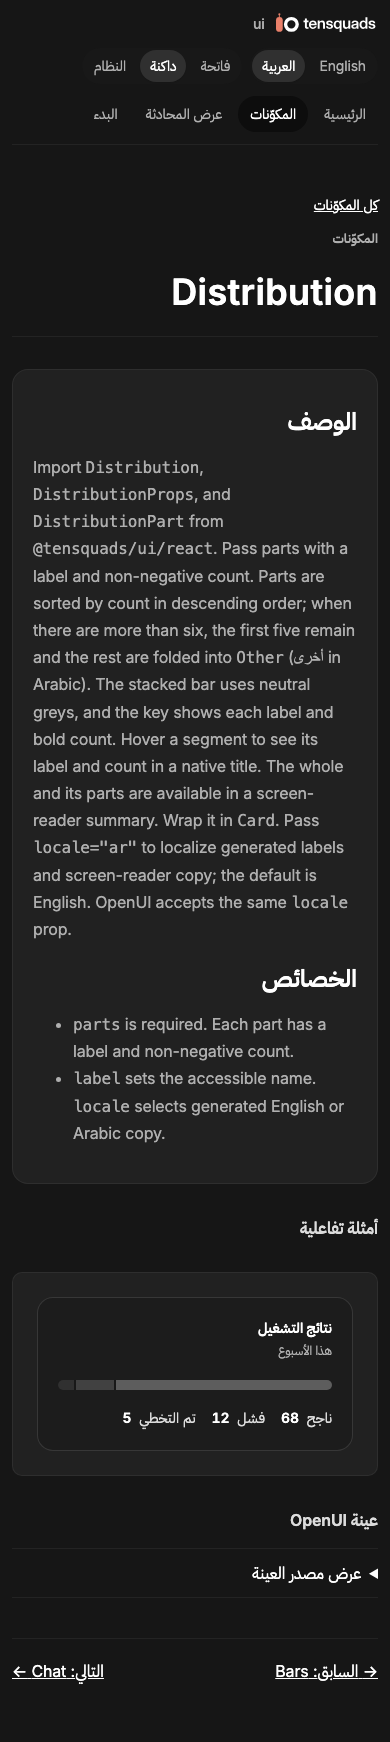 tensquads ui
English العربية فاتحة داكنة النظام
الرئيسية المكوّنات عرض المحادثة البدء
كل المكوّنات
المكوّنات
Distribution
الوصف
Import Distribution,
DistributionProps, and
DistributionPart from
@tensquads/ui/react. Pass parts with a
label and non-negative count. Parts are
sorted by count in descending order; when
there are more than six, the first five remain
and the rest are folded into Other (أخرى in
Arabic). The stacked bar uses neutral
greys, and the key shows each label and
bold count. Hover a segment to see its
label and count in a native title. The whole
and its parts are available in a screen-
reader summary. Wrap it in Card. Pass
locale="ar" to localize generated labels
and screen-reader copy; the default is
English. OpenUI accepts the same locale
prop.
الخصائص
• parts is required. Each part has a
label and non-negative count.
• label sets the accessible name.
locale selects generated English or
Arabic copy.
أمثلة تفاعلية
نتائج التشغيل
هذا الأسبوع
ناجح 68 فشل 12 تم التخطي 5
عينة OpenUI
عرض مصدر العينة
→ السابق: Bars
التالي: Chat ←